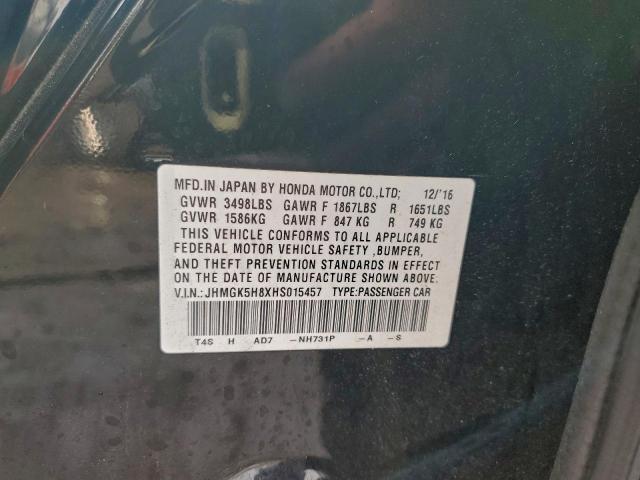 MFD.IN JAPAN BY HONDA MOTOR CO.,LTD; 12/'16
GVWR 3498LBS GAWR F 1867LBS R 1651LBS
GVWR 1586KG GAWR F 847 KG R 749 KG
THIS VEHICLE CONFORMS TO ALL APPLICABLE
FEDERAL MOTOR VEHICLE SAFETY ,BUMPER,
AND THEFT PREVENTION STANDARDS IN EFFECT
ON THE DATE OF MANUFACTURE SHOWN ABOVE.
V.I.N.:JHMGK5H8XHS015457 TYPE:PASSENGER CAR
T4S H AD7 -NH731P -A -S